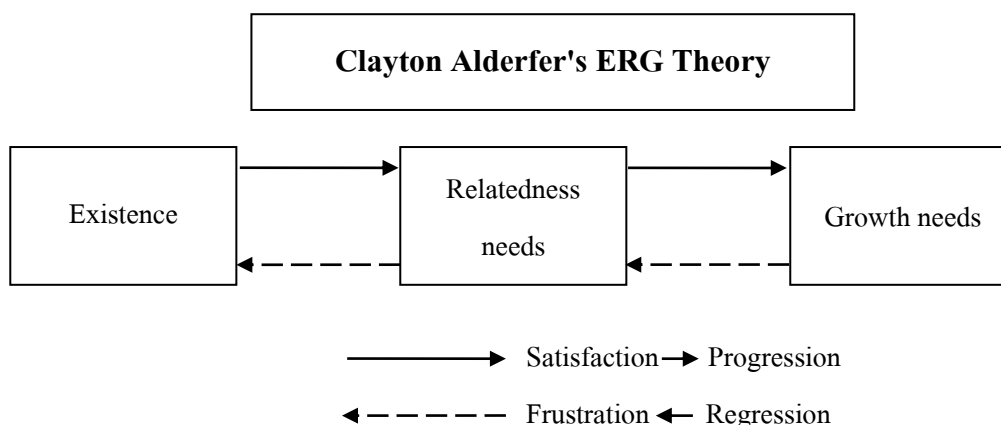 Clayton Alderfer's ERG Theory
Existence
Relatedness
needs
Growth needs
Satisfaction Progression
Frustration Regression